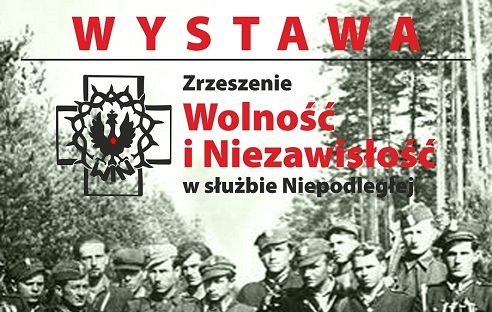 WYSTAWA
Zrzeszenie
Wolność
i Niezawisłość
w służbie Niepodległej